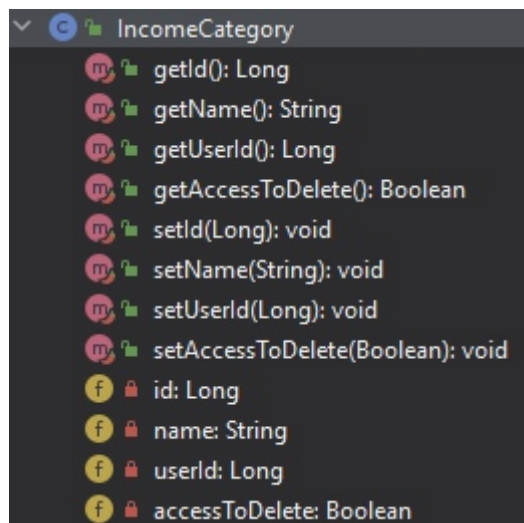 IncomeCategory
getId(): Long
getName(): String
getUserId(): Long
getAccessToDelete(): Boolean
setId(Long): void
setName(String): void
setUserId(Long): void
setAccessToDelete(Boolean): void
id: Long
name: String
userId: Long
accessToDelete: Boolean